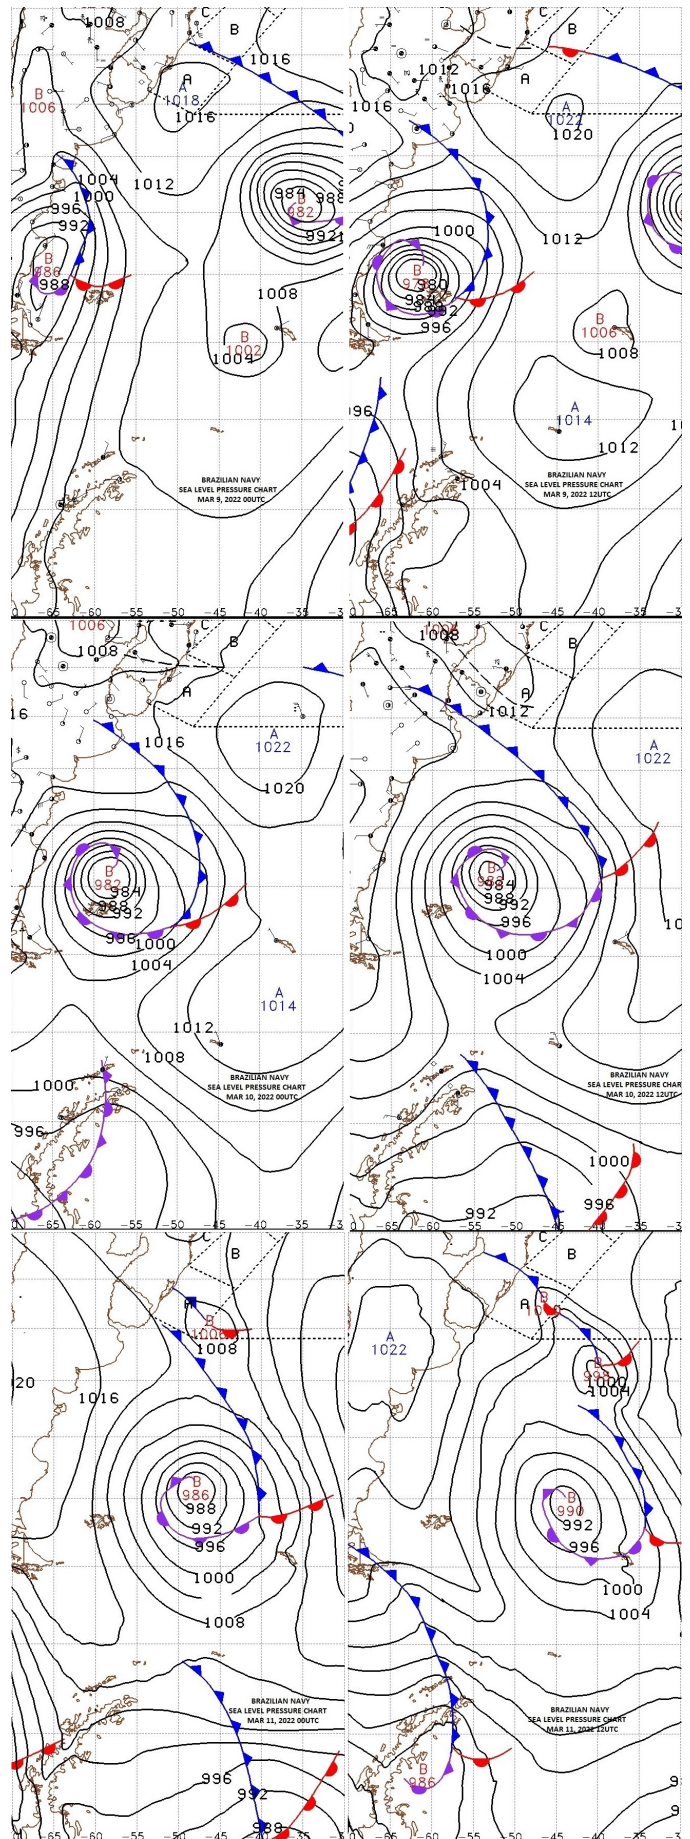 C
B
1008
1016
A
A
1018
1016
B
1006
1004
1012
1000
996
992
984
988
B
982
992
B
986
988
1008
B
1002
1004
BRAZILIAN NAVY
SEA LEVEL PRESSURE CHART
MAR 9, 2022 00UTC
-65 -60 -55 -50 -45 -40 -35
C
B
1012
A
1016
1016
A
1022
1020
1000
1012
B
980
984
992
996
B
1006
1008
A
1014
996
1012
1004
BRAZILIAN NAVY
SEA LEVEL PRESSURE CHART
MAR 9, 2022 12UTC
-65 -60 -55 -50 -45 -40 -35
1006
C
B
1008
A
1016
A
1022
1020
B
982
984
988
992
996
1000
1004
A
1014
1012
1008
1000
996
BRAZILIAN NAVY
SEA LEVEL PRESSURE CHART
MAR 10, 2022 00UTC
-65 -60 -55 -50 -45 -40 -35
1006
1008
C
B
A
1012
A
1022
B
984
988
992
996
1000
1004
BRAZILIAN NAVY
SEA LEVEL PRESSURE CHART
MAR 10, 2022 12UTC
1000
996
992
-65 -60 -55 -50 -45 -40 -35
C
B
A
B
1006
1008
1016
B
986
988
992
996
1000
1008
BRAZILIAN NAVY
SEA LEVEL PRESSURE CHART
MAR 11, 2022 00UTC
996
992
988
C
B
A
B
A
1022
B
998
1000
1004
B
990
992
996
1000
1004
BRAZILIAN NAVY
SEA LEVEL PRESSURE CHART
MAR 11, 2022 12UTC
B
986